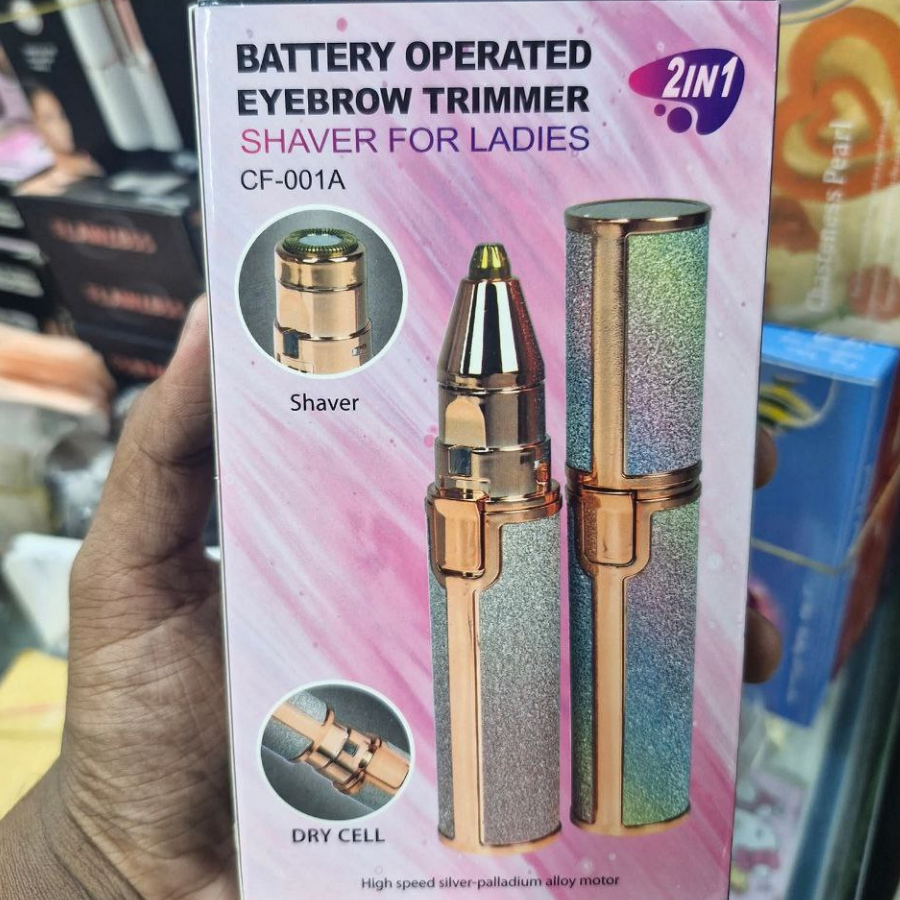 BATTERY OPERATED
EYEBROW TRIMMER
2IN1
SHAVER FOR LADIES
CF-001A
Shaver
DRY CELL
High speed silver-palladium alloy motor